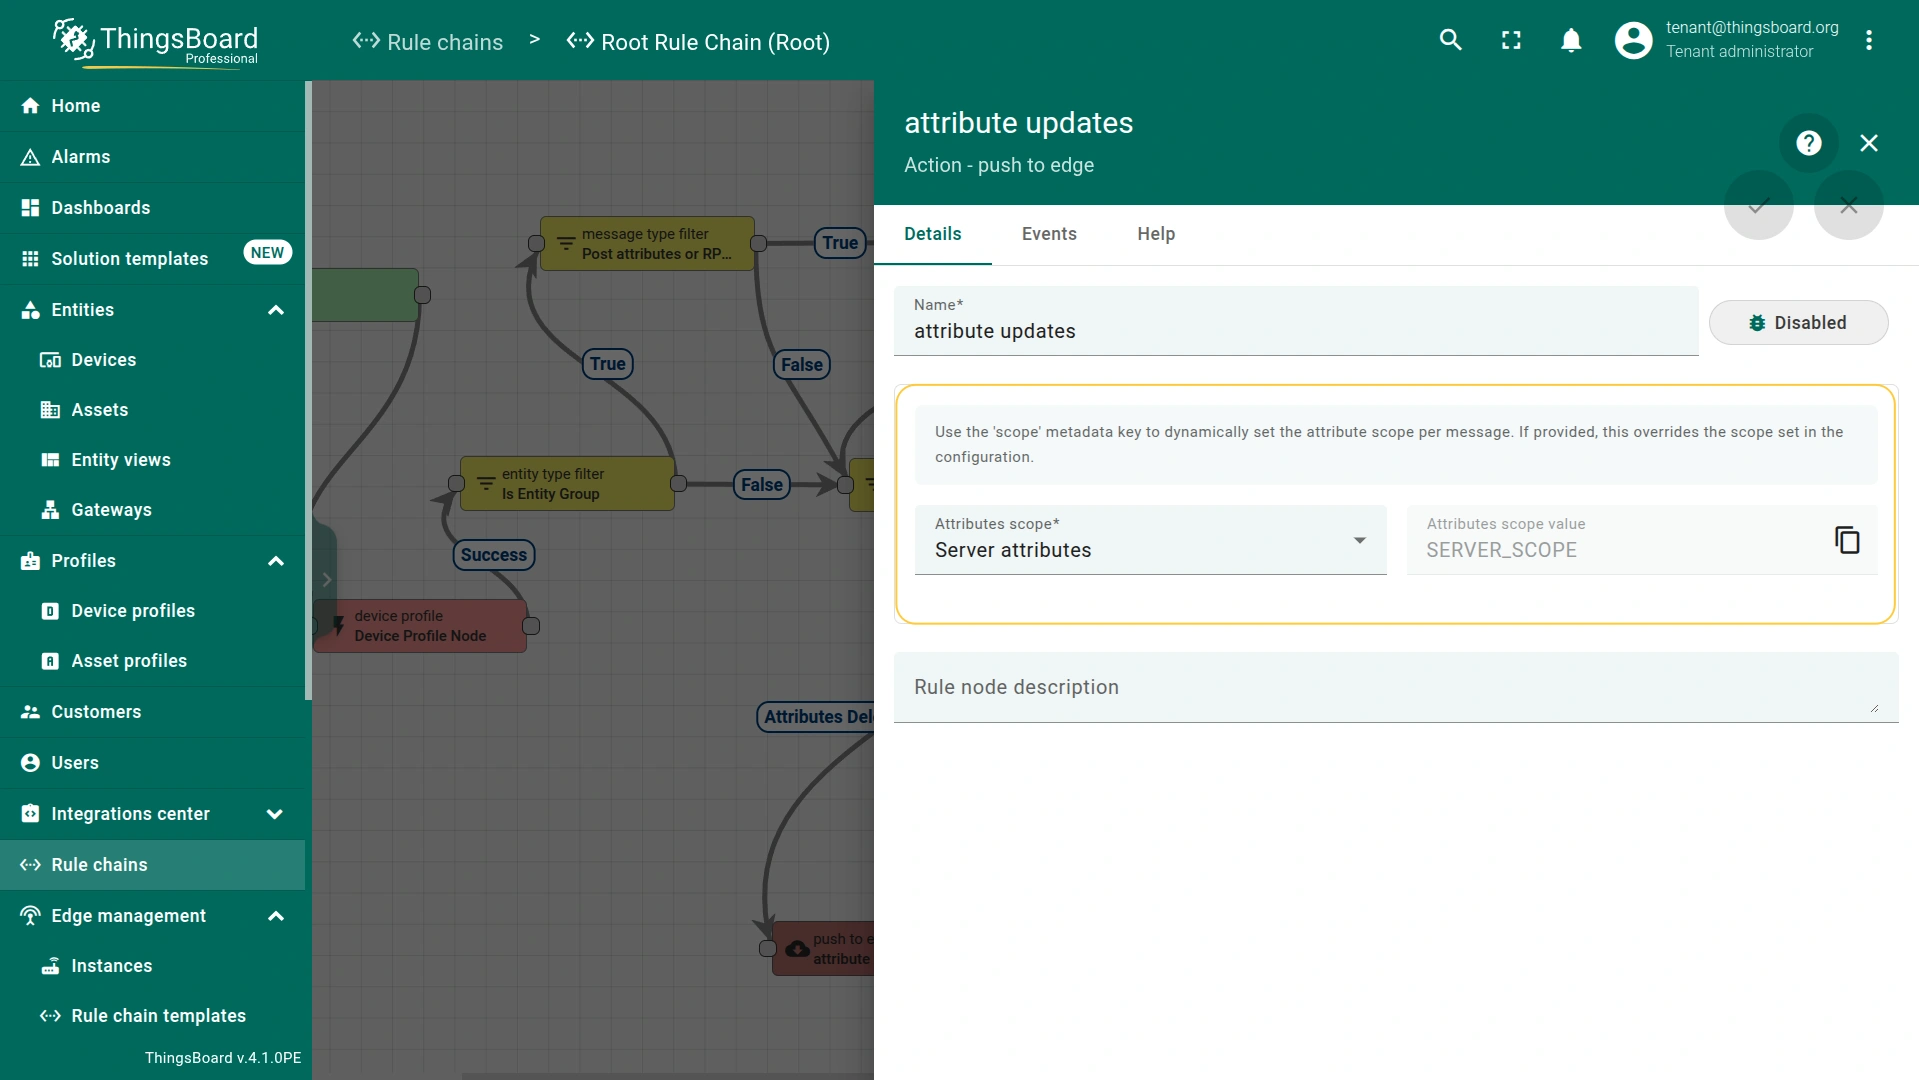 ThingsBoard
Professional
Rule chains > Root Rule Chain (Root)
tenant@thingsboard.org
Tenant administrator
Home
Alarms
Dashboards
Solution templates NEW
Entities
Devices
Assets
Entity views
Gateways
Profiles
Device profiles
Asset profiles
Customers
Users
Integrations center
Rule chains
Edge management
Instances
Rule chain templates
ThingsBoard v.4.1.0PE
message type filter
Post attributes or RP...
True
True
False
entity type filter
Is Entity Group
False
Success
device profile
Device Profile Node
Attributes Del
push to e
attribute
attribute updates
Action - push to edge
Details Events Help
Name*
attribute updates
Disabled
Use the 'scope' metadata key to dynamically set the attribute scope per message. If provided, this overrides the scope set in the
configuration.
Attributes scope*
Server attributes
Attributes scope value
SERVER_SCOPE
Rule node description